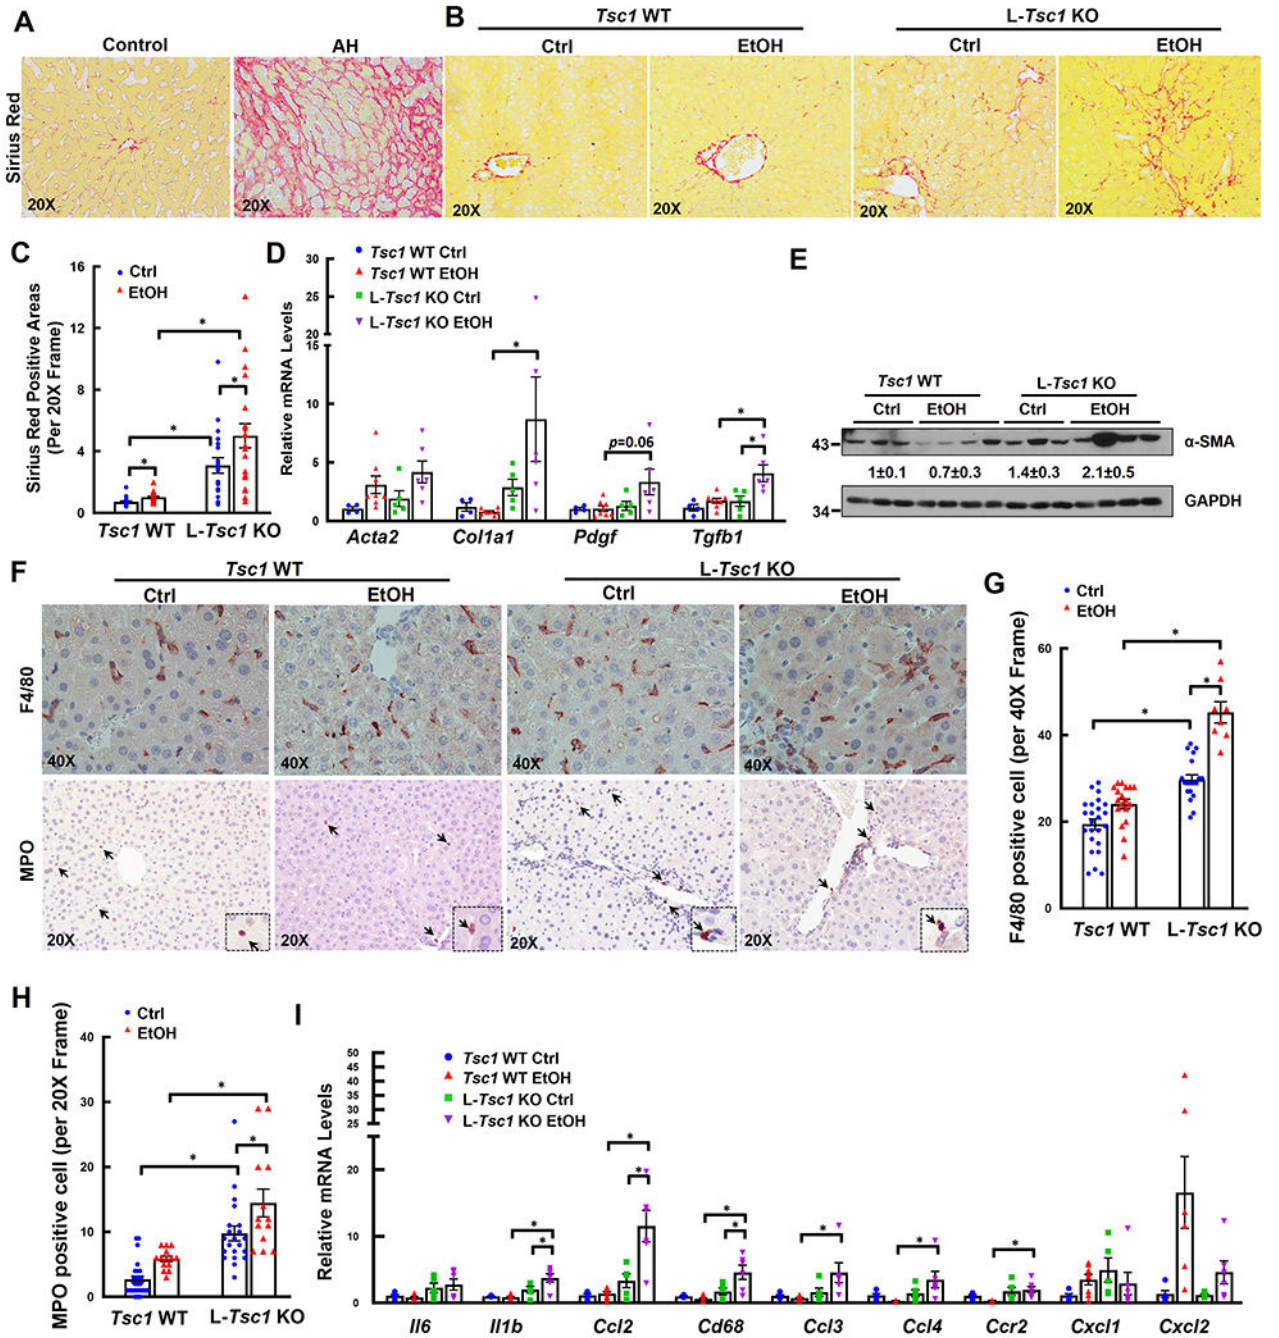 A
Control
AH
Sirius Red
20X
20X
B
Tsc1 WT
L-Tsc1 KO
Ctrl
EtOH
Ctrl
EtOH
20X
20X
20X
20X
C
Sirius Red Positive Areas
(Per 20X Frame)
16
12
8
4
0
Ctrl
EtOH
*
*
*
*
Tsc1 WT
L-Tsc1 KO
D
Relative mRNA Levels
30
25
20
15
10
5
0
Tsc1 WT Ctrl
Tsc1 WT EtOH
L-Tsc1 KO Ctrl
L-Tsc1 KO EtOH
*
p=0.06
*
*
Acta2
Col1a1
Pdgf
Tgfb1
E
Tsc1 WT
L-Tsc1 KO
Ctrl
EtOH
Ctrl
EtOH
43
α-SMA
1±0.1
0.7±0.3
1.4±0.3
2.1±0.5
34
GAPDH
F
Tsc1 WT
L-Tsc1 KO
Ctrl
EtOH
Ctrl
EtOH
F4/80
40X
40X
40X
40X
MPO
20X
20X
20X
20X
G
Ctrl
EtOH
F4/80 positive cell (per 40X Frame)
60
40
20
0
*
*
*
Tsc1 WT
L-Tsc1 KO
H
MPO positive cell (per 20X Frame)
Ctrl
EtOH
40
30
20
10
0
*
*
*
Tsc1 WT
L-Tsc1 KO
I
Relative mRNA Levels
50
45
40
35
30
25
20
10
0
Tsc1 WT Ctrl
Tsc1 WT EtOH
L-Tsc1 KO Ctrl
L-Tsc1 KO EtOH
*
*
*
*
*
*
*
*
*
Il6
Il1b
Ccl2
Cd68
Ccl3
Ccl4
Ccr2
Cxcl1
Cxcl2